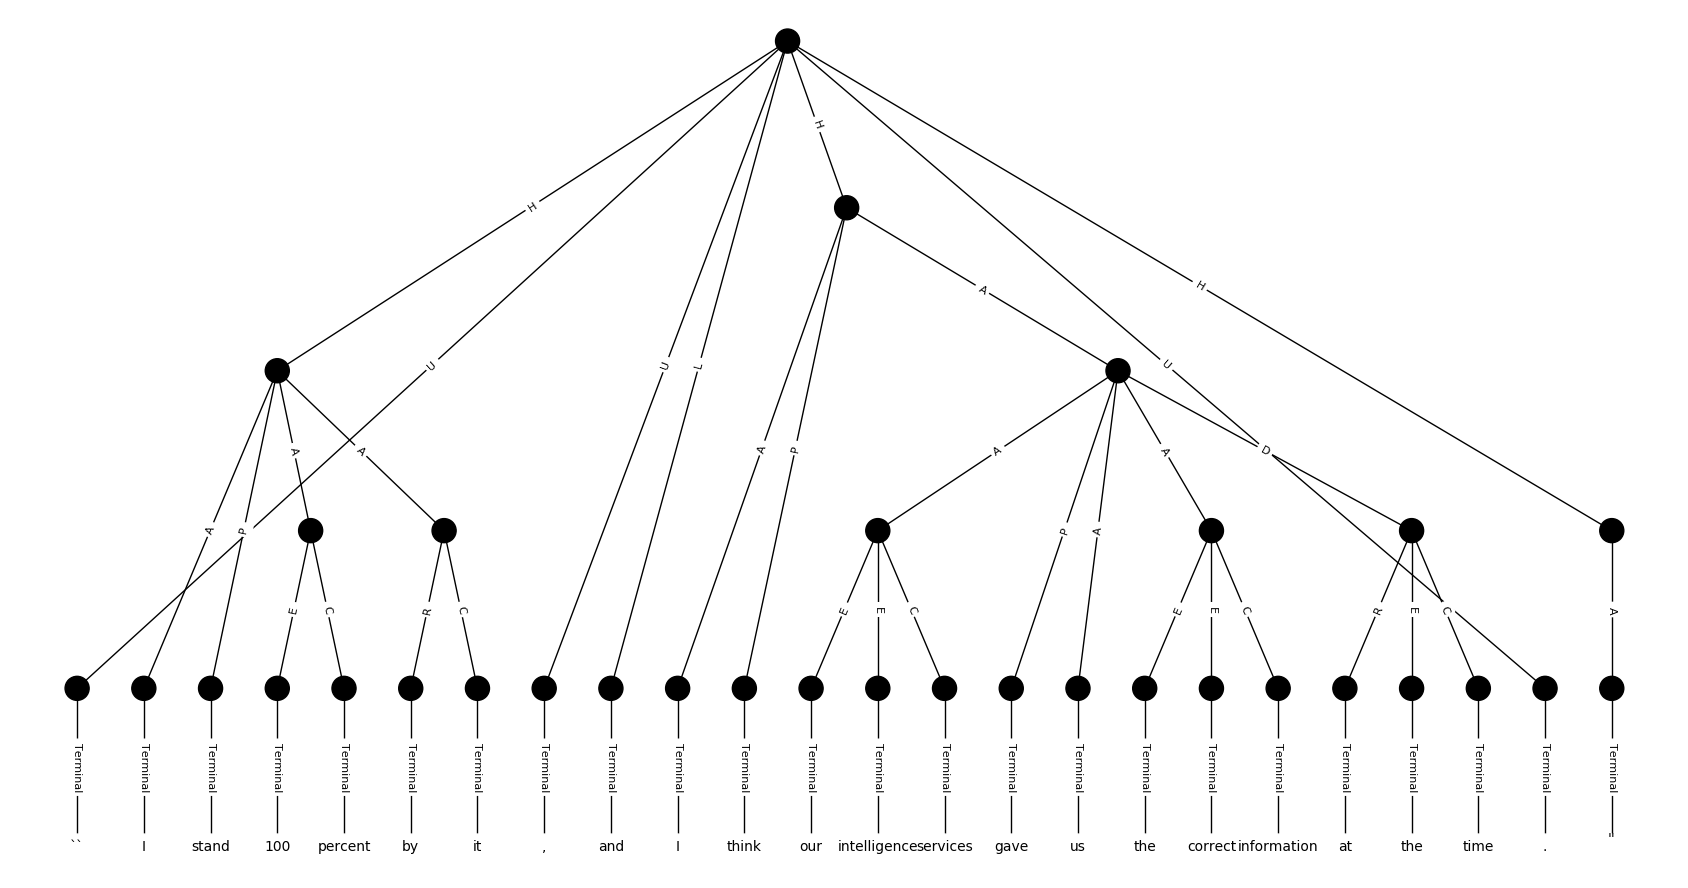 H
H
U
U
L
A
H
U
A
P
A
A
A
P
A
D
A
P
A
P
A
E
C
R
C
E
E
C
E
E
C
R
E
C
A
Terminal Terminal Terminal Terminal Terminal Terminal Terminal Terminal Terminal Terminal Terminal Terminal Terminal Terminal Terminal Terminal Terminal Terminal Terminal Terminal Terminal Terminal Terminal Terminal
`` I stand 100 percent by it , and I think our intelligence services gave us the correct information at the time . ''